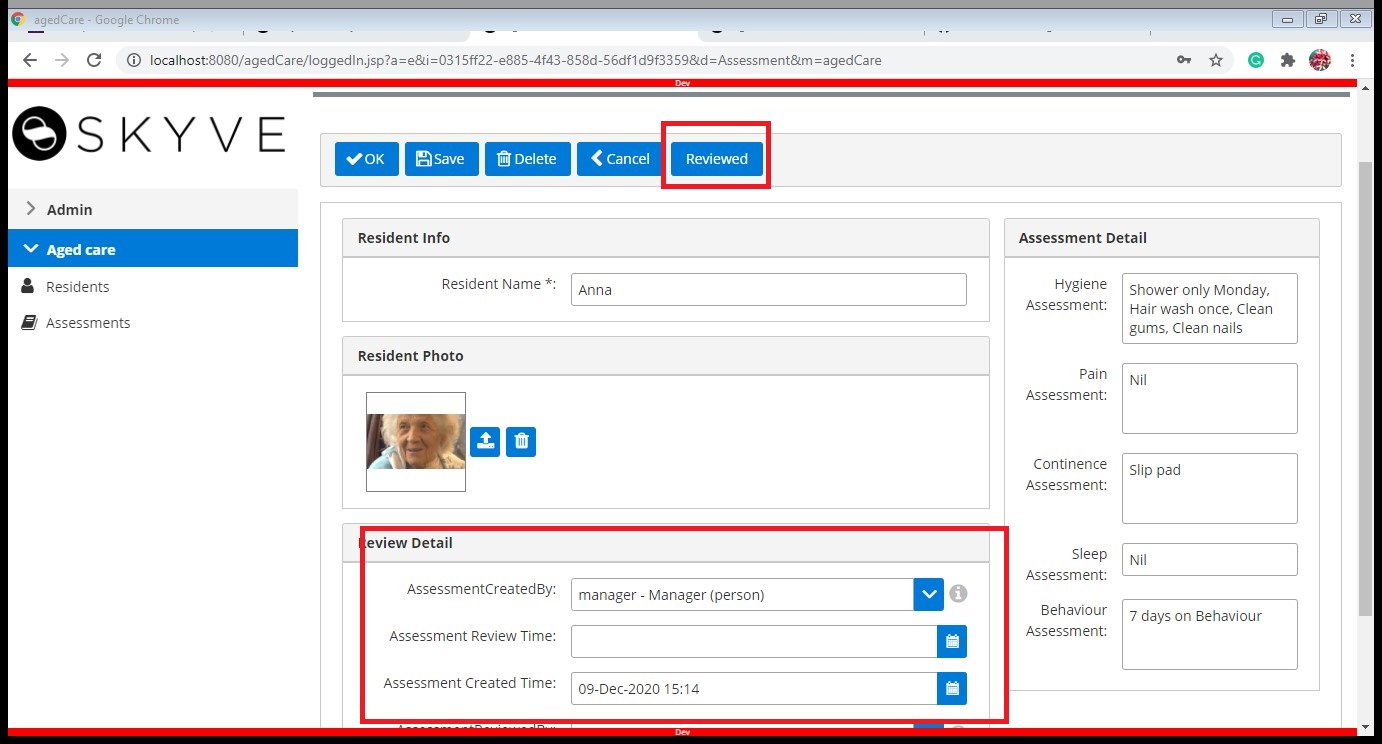 agedCare - Google Chrome
localhost:8080/agedCare/loggedIn.jsp?a=e&i=0315ff22-e885-4f43-858d-56df1d9f3359&d=Assessment&m=agedCare
Dev
SKYVE
OK
Save
Delete
Cancel
Reviewed
Admin
Aged care
Residents
Assessments
Resident Info
Resident Name *:
Anna
Resident Photo
Review Detail
AssessmentCreatedBy:
manager - Manager (person)
Assessment Review Time:
Assessment Created Time:
09-Dec-2020 15:14
AssessmentReviewedBy:
Assessment Detail
Hygiene
Assessment:
Shower only Monday,
Hair wash once, Clean
gums, Clean nails
Pain
Assessment:
Nil
Continence
Assessment:
Slip pad
Sleep
Assessment:
Nil
Behaviour
Assessment:
7 days on Behaviour
Dev